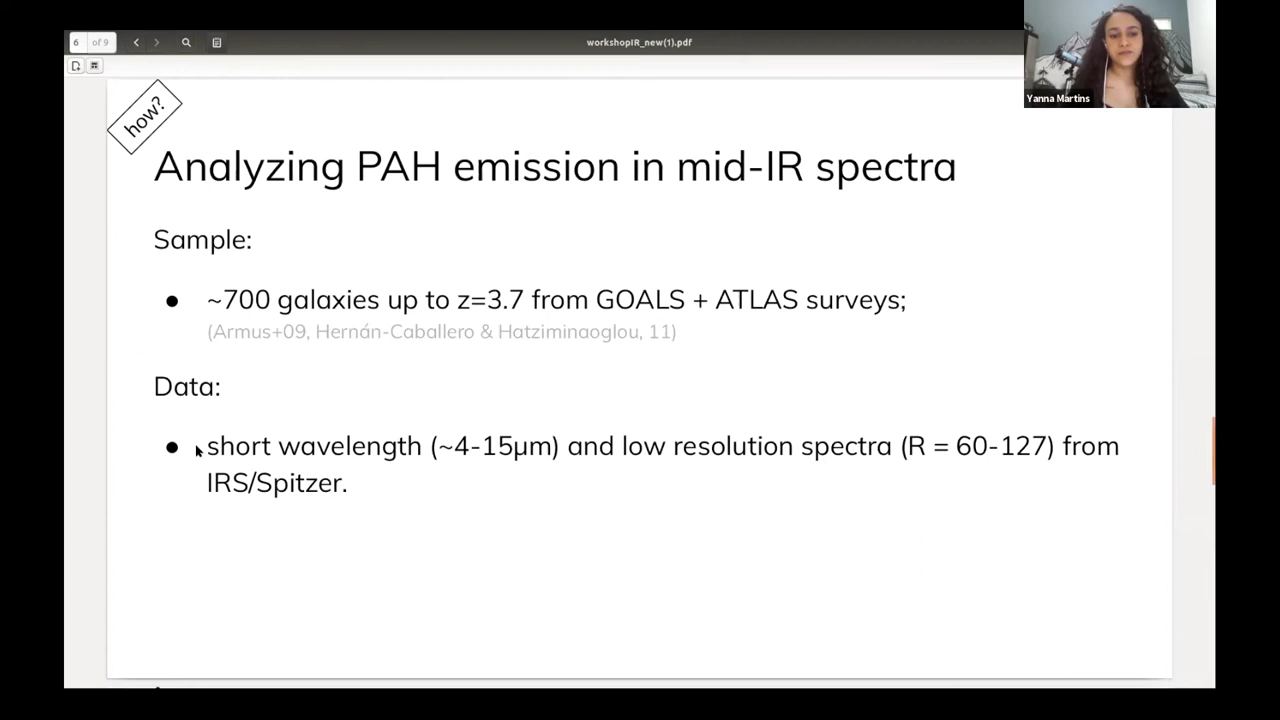 6 of 9
workshopIR_new(1).pdf
Yanna Martins
how?
Analyzing PAH emission in mid-IR spectra
Sample:
● ~700 galaxies up to z=3.7 from GOALS + ATLAS surveys;
(Armus+09, Hernán-Caballero & Hatziminaoglou, 11)
Data:
● short wavelength (~4-15μm) and low resolution spectra (R = 60-127) from
IRS/Spitzer.